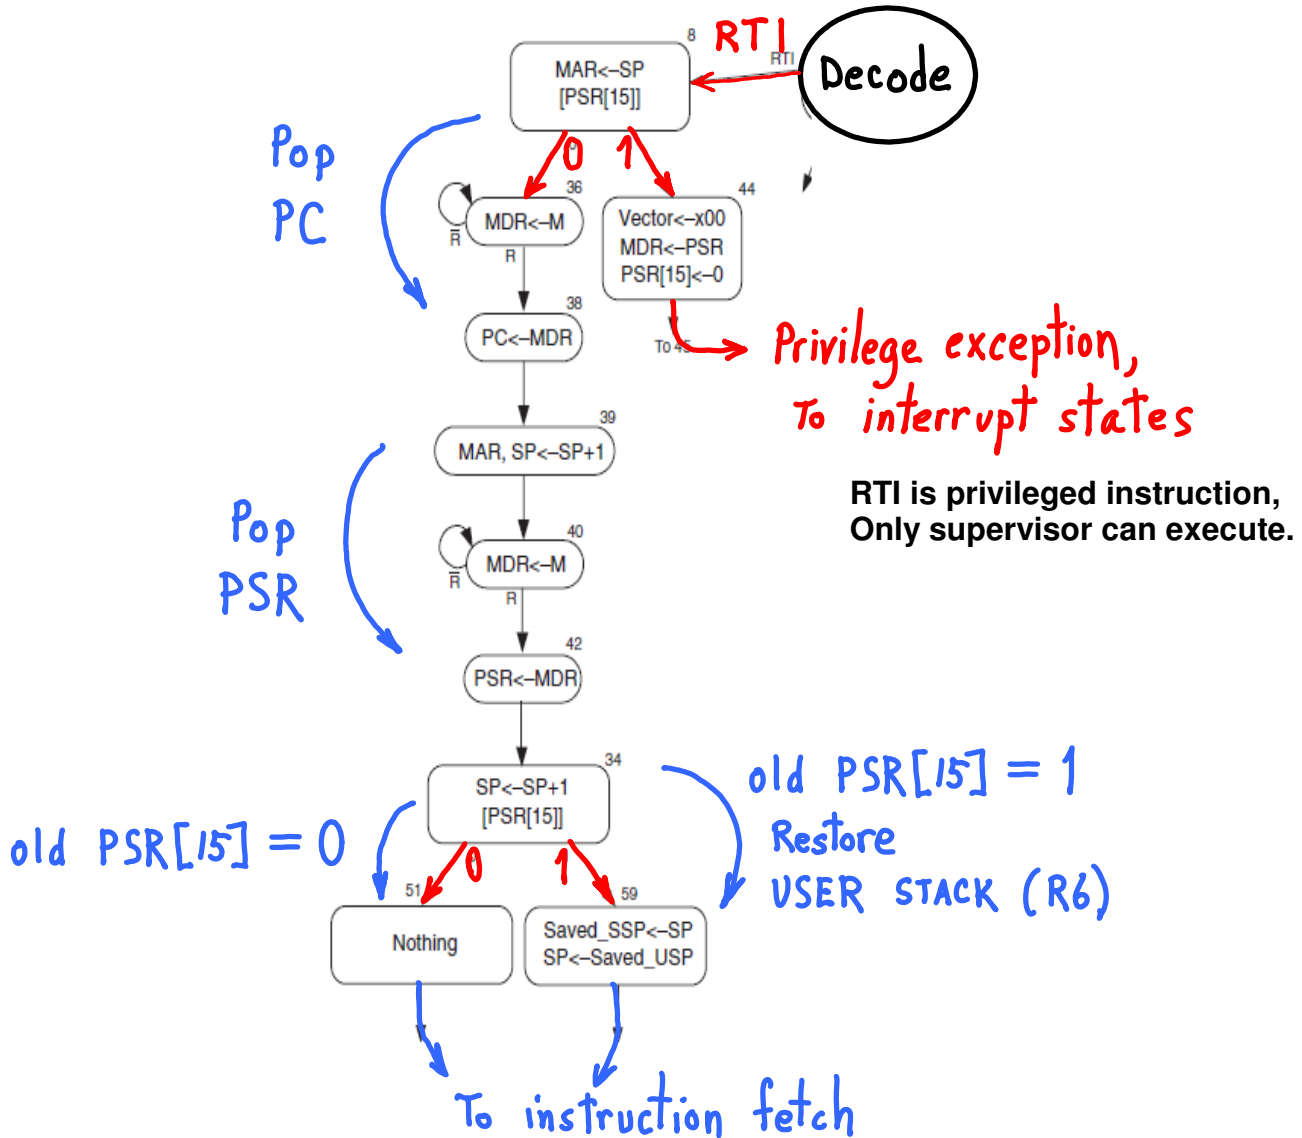 8
RTI
RTI
Decode
MAR<–SP
[PSR[15]]
0
1
Pop
PC
36
MDR<–M
R̅
R
44
Vector<–x00
MDR<–PSR
PSR[15]<–0
38
PC<–MDR
To 45
Privilege exception,
To interrupt states
39
MAR, SP<–SP+1
RTI is privileged instruction,
Only supervisor can execute.
Pop
PSR
40
MDR<–M
R̅
R
42
PSR<–MDR
34
SP<–SP+1
[PSR[15]]
old PSR[15] = 1
Restore
USER STACK (R6)
old PSR[15] = 0
0
1
51
Nothing
59
Saved_SSP<–SP
SP<–Saved_USP
To instruction fetch